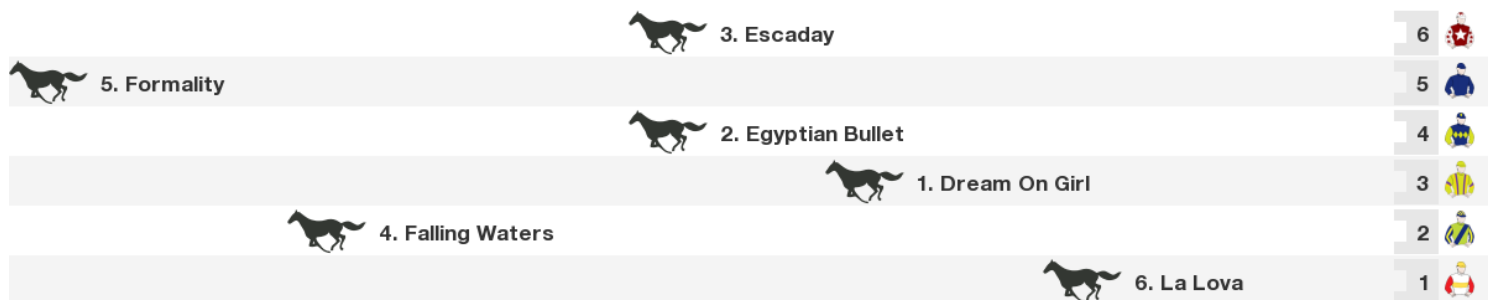 3. Escaday 6
5. Formality 5
2. Egyptian Bullet 4
1. Dream On Girl 3
4. Falling Waters 2
6. La Lova 1